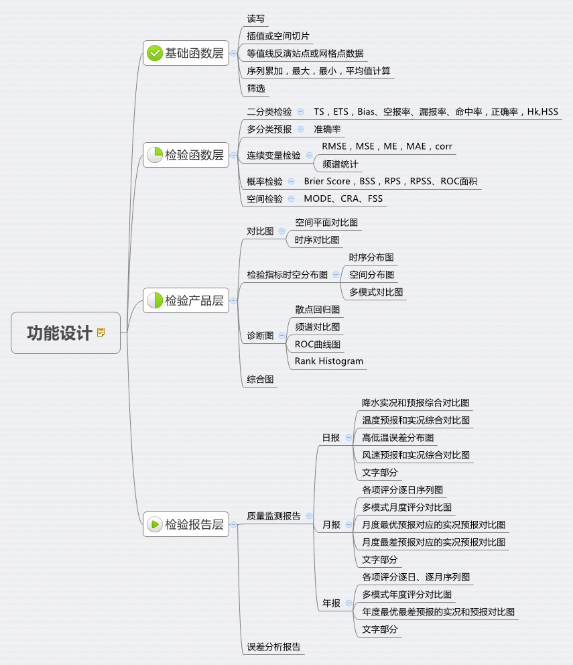 功能设计
基础函数层
读写
插值或空间切片
等值线反演站点或网格点数据
序列累加，最大，最小，平均值计算
筛选
检验函数层
二分类检验
TS，ETS，Bias、空报率、漏报率、命中率，正确率，Hk,HSS
多分类预报
准确率
连续变量检验
RMSE，MSE，ME，MAE，corr
频谱统计
概率检验
Brier Score，BSS，RPS，RPSS、ROC面积
空间检验
MODE、CRA、FSS
检验产品层
对比图
空间平面对比图
时序对比图
检验指标时空分布图
时序分布图
空间分布图
多模式对比图
诊断图
散点回归图
频谱对比图
ROC曲线图
Rank Histogram
综合图
检验报告层
质量监测报告
日报
降水实况和预报综合对比图
温度预报和实况综合对比图
高低温误差分布图
风速预报和实况综合对比图
文字部分
月报
各项评分逐日序列图
多模式月度评分对比图
月度最优预报对应的实况预报对比图
月度最差预报对应的实况预报对比图
文字部分
年报
各项评分逐日、逐月序列图
多模式年度评分对比图
年度最优最差预报的实况和预报对比图
文字部分
误差分析报告